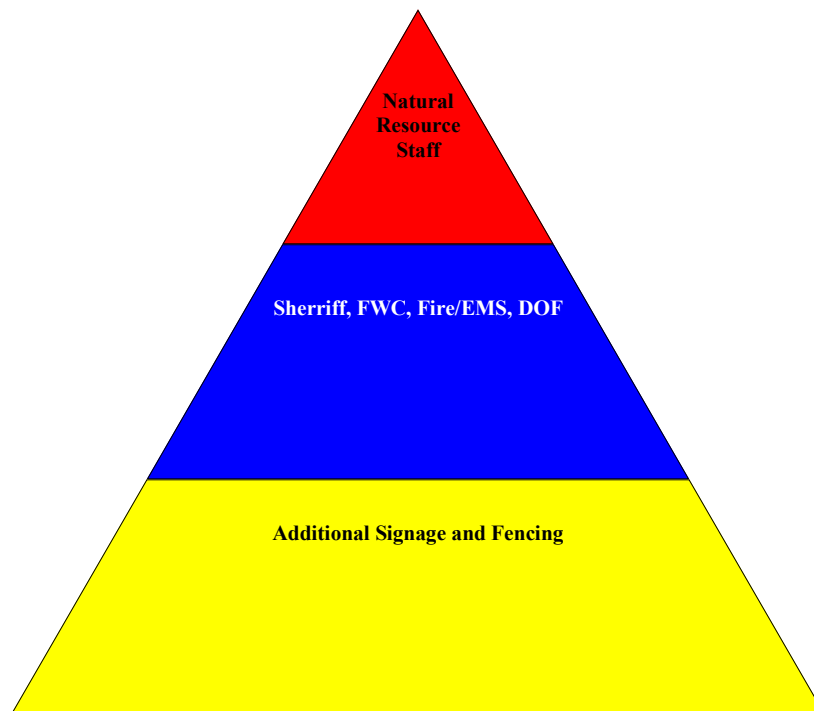 Natural
Resource
Staff
Sherriff, FWC, Fire/EMS, DOF
Additional Signage and Fencing